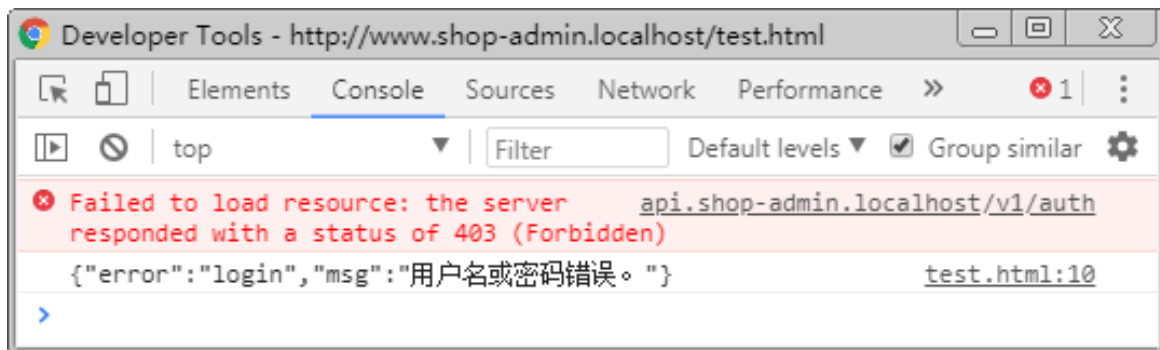 Developer Tools - http://www.shop-admin.localhost/test.html
Elements Console Sources Network Performance » 1
top Filter Default levels Group similar
Failed to load resource: the server api.shop-admin.localhost/v1/auth
responded with a status of 403 (Forbidden)
{"error":"login","msg":"用户名或密码错误。"} test.html:10